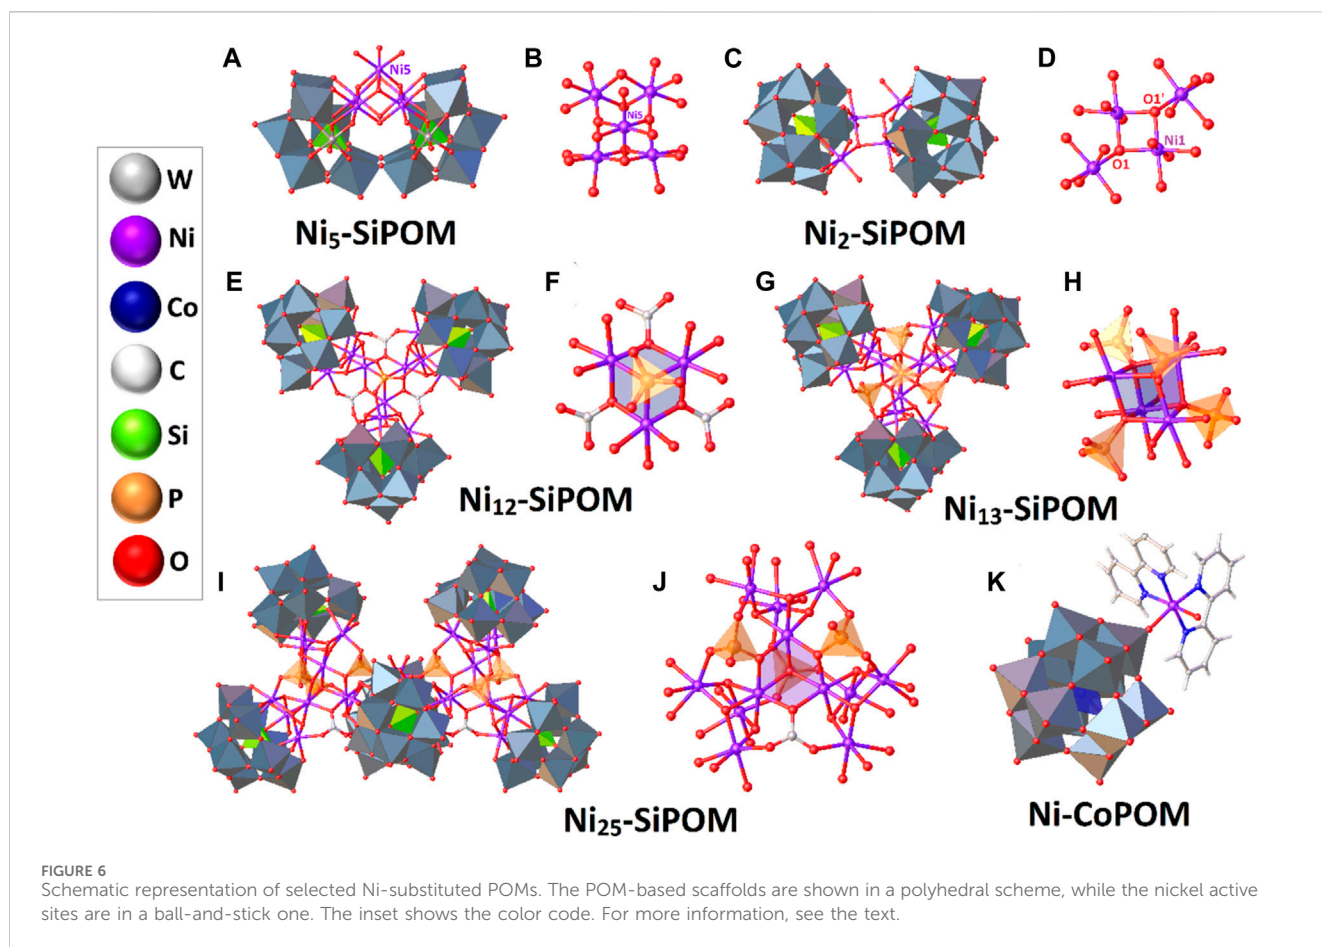 A
B
C
D
Ni5
Ni5
O1'
Ni1
O1
W
Ni
Co
C
Si
P
O
Ni₅-SiPOM
Ni₂-SiPOM
E
F
G
H
Ni₁₂-SiPOM
Ni₁₃-SiPOM
I
J
K
Ni₂₅-SiPOM
Ni-CoPOM
FIGURE 6
Schematic representation of selected Ni-substituted POMs. The POM-based scaffolds are shown in a polyhedral scheme, while the nickel active
sites are in a ball-and-stick one. The inset shows the color code. For more information, see the text.